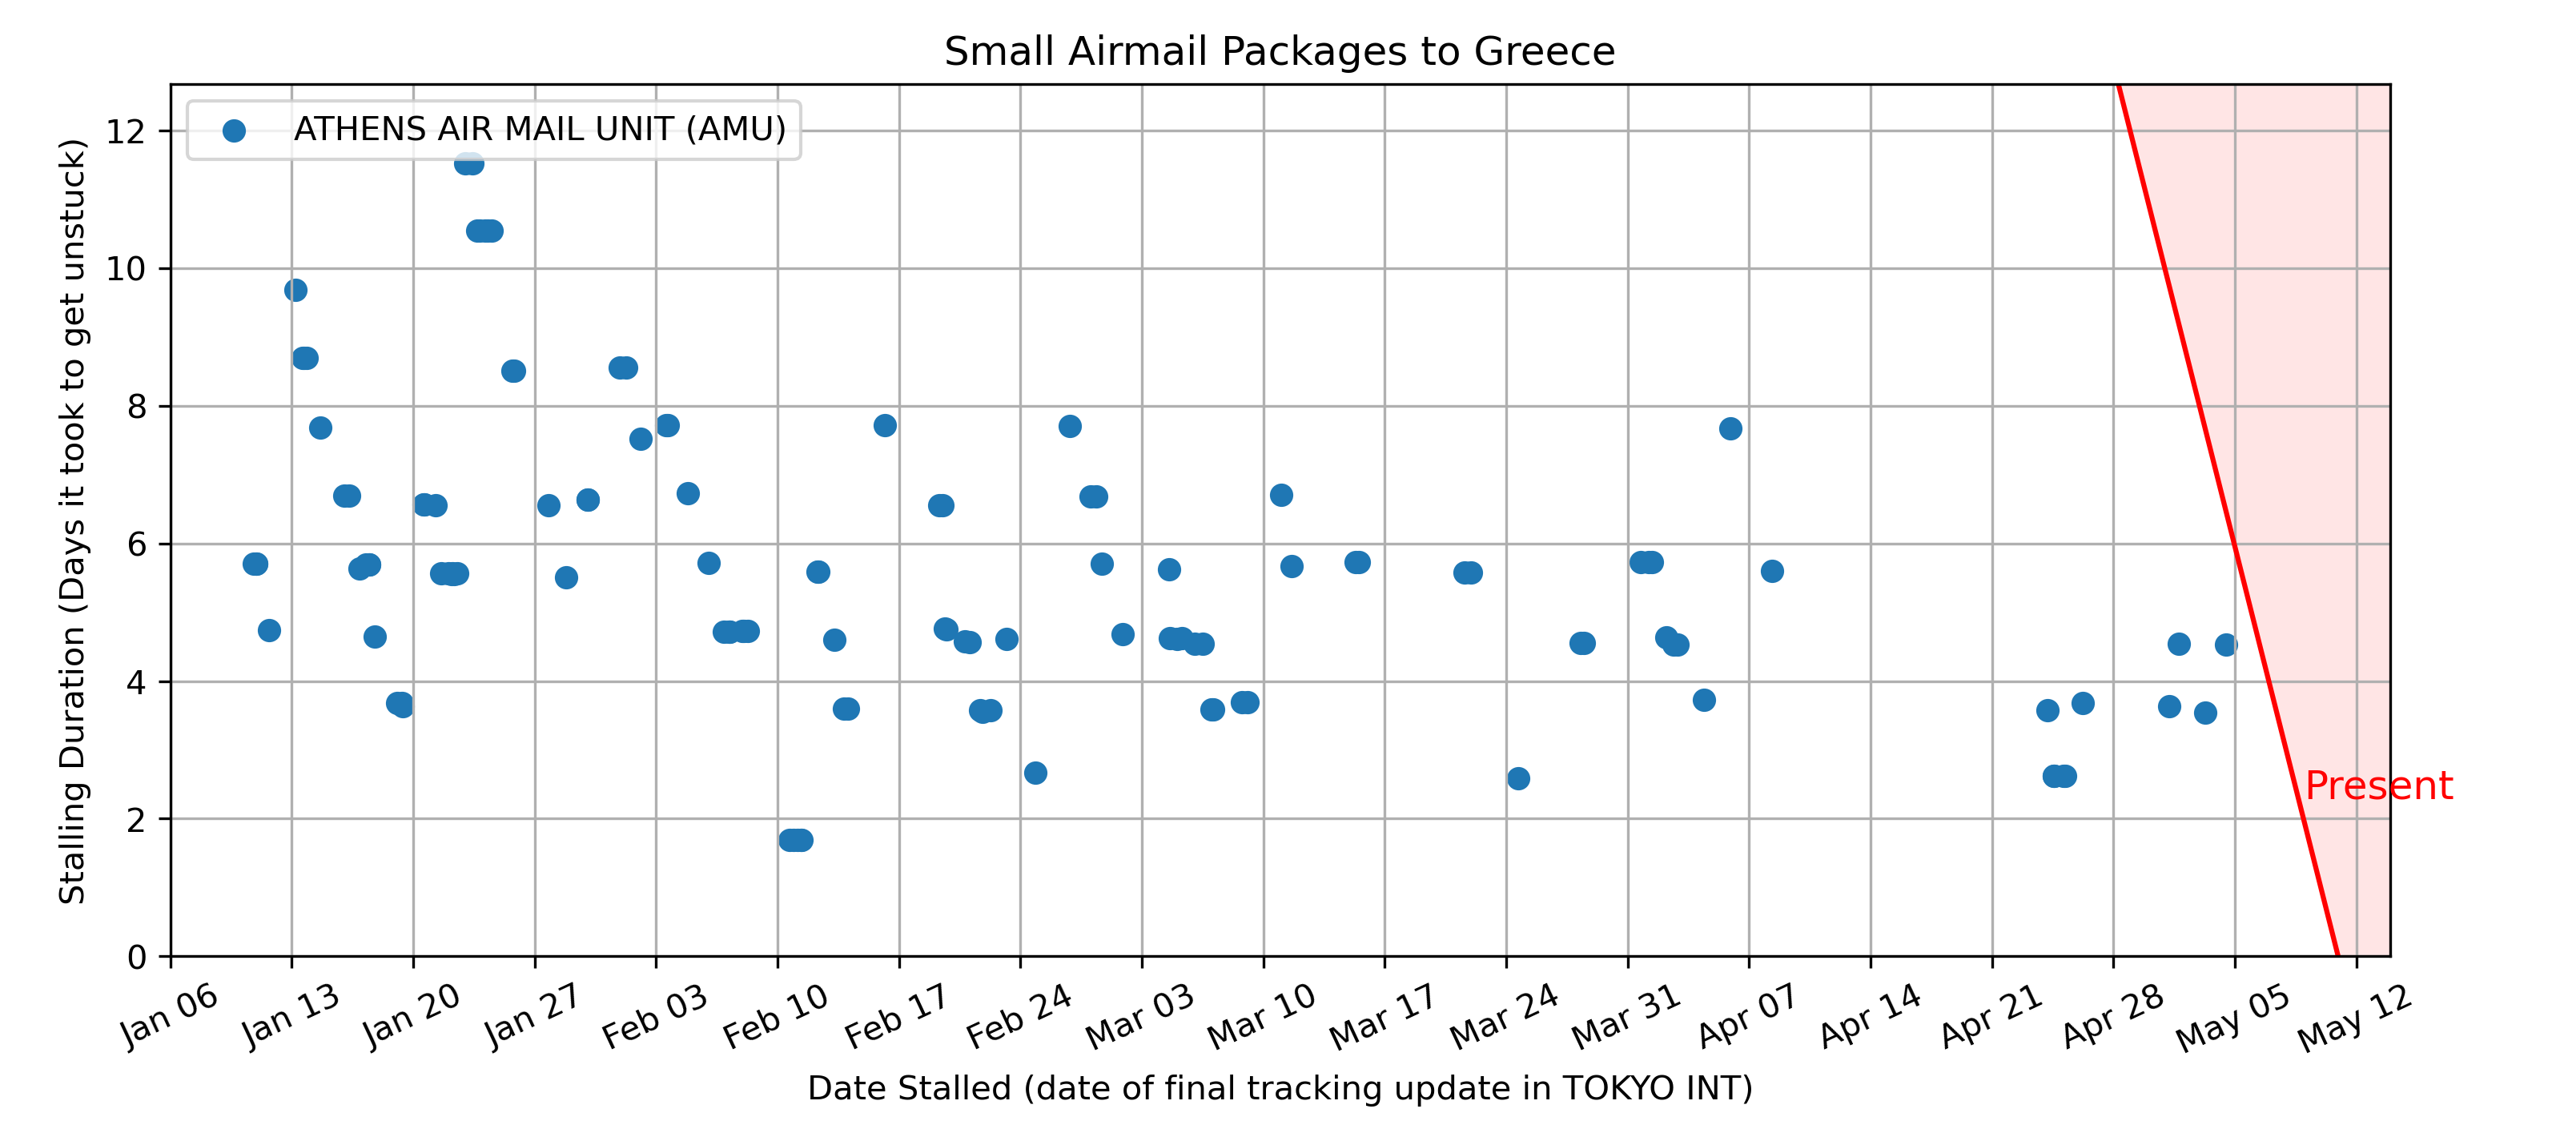 Small Airmail Packages to Greece
ATHENS AIR MAIL UNIT (AMU)
Stalling Duration (Days it took to get unstuck)
12
10
8
6
4
2
0
Present
Jan 06
Jan 13
Jan 20
Jan 27
Feb 03
Feb 10
Feb 17
Feb 24
Mar 03
Mar 10
Mar 17
Mar 24
Mar 31
Apr 07
Apr 14
Apr 21
Apr 28
May 05
May 12
Date Stalled (date of final tracking update in TOKYO INT)